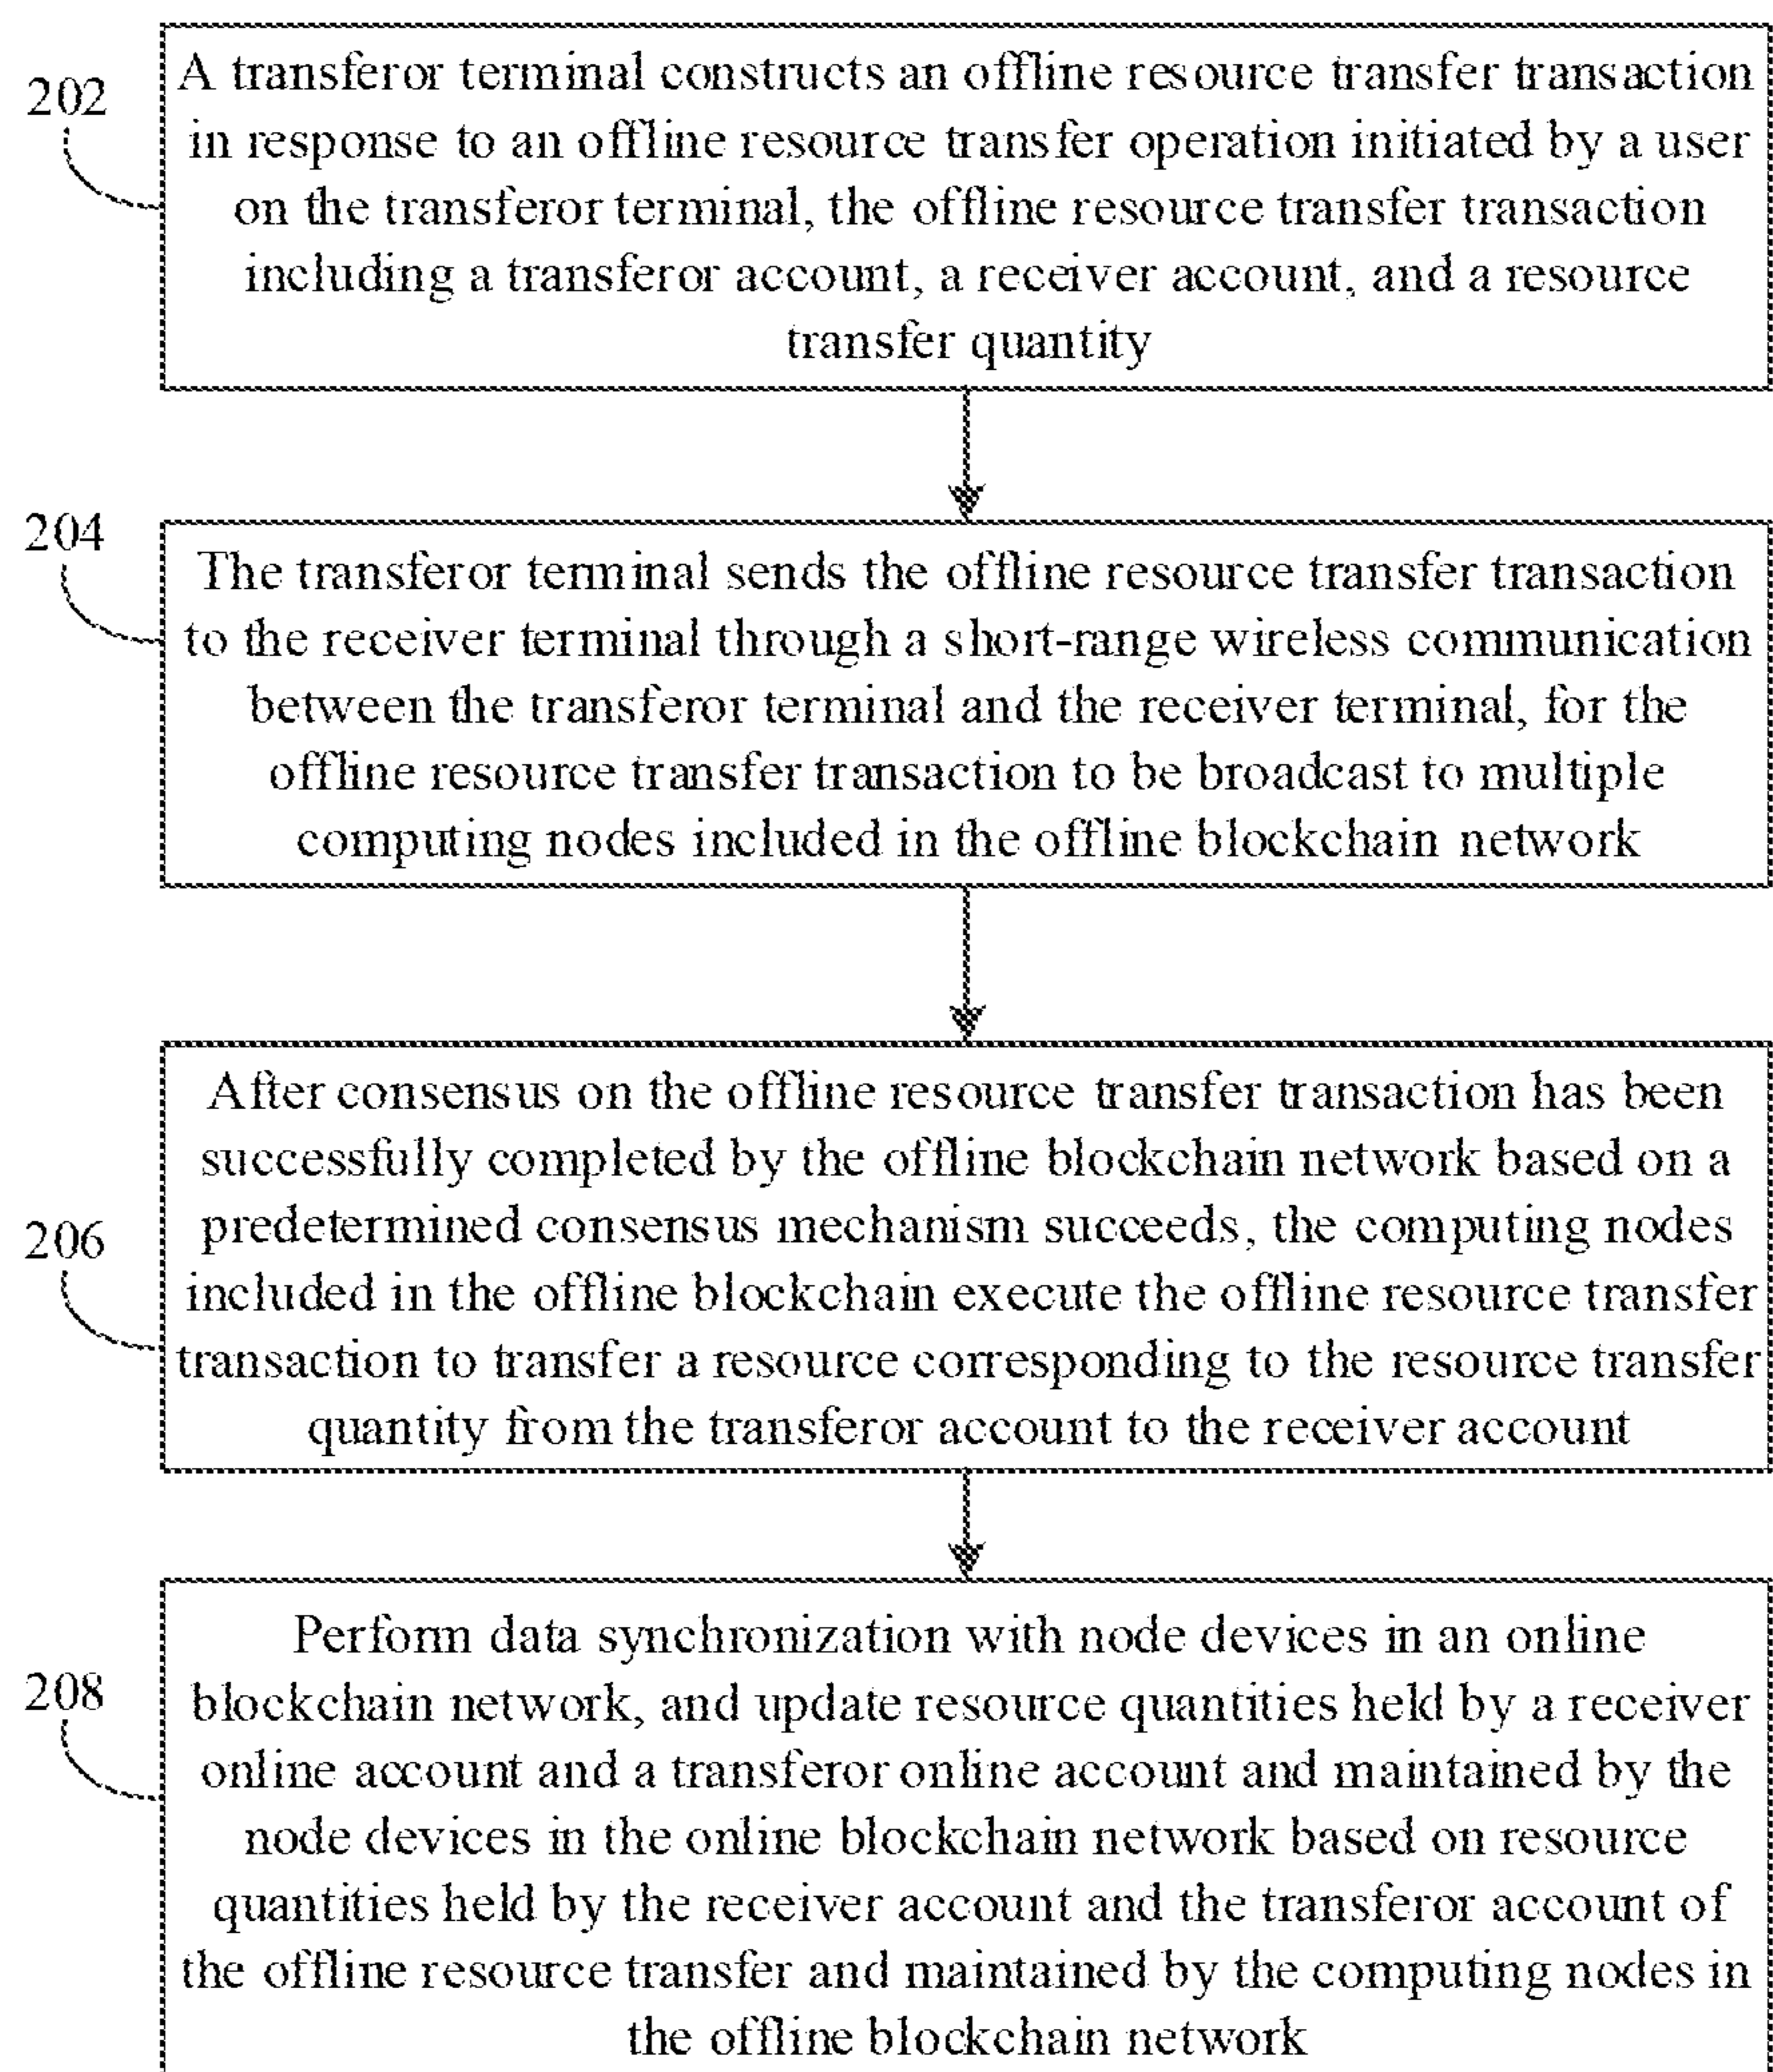 202
A transferor terminal constructs an offline resource transfer transaction
in response to an offline resource transfer operation initiated by a user
on the transferor terminal, the offline resource transfer transaction
including a transferor account, a receiver account, and a resource
transfer quantity
204
The transferor terminal sends the offline resource transfer transaction
to the receiver terminal through a short-range wireless communication
between the transferor terminal and the receiver terminal, for the
offline resource transfer transaction to be broadcast to multiple
computing nodes included in the offline blockchain network
206
After consensus on the offline resource transfer transaction has been
successfully completed by the offline blockchain network based on a
predetermined consensus mechanism succeeds, the computing nodes
included in the offline blockchain execute the offline resource transfer
transaction to transfer a resource corresponding to the resource transfer
quantity from the transferor account to the receiver account
208
Perform data synchronization with node devices in an online
blockchain network, and update resource quantities held by a receiver
online account and a transferor online account and maintained by the
node devices in the online blockchain network based on resource
quantities held by the receiver account and the transferor account of
the offline resource transfer and maintained by the computing nodes in
the offline blockchain network